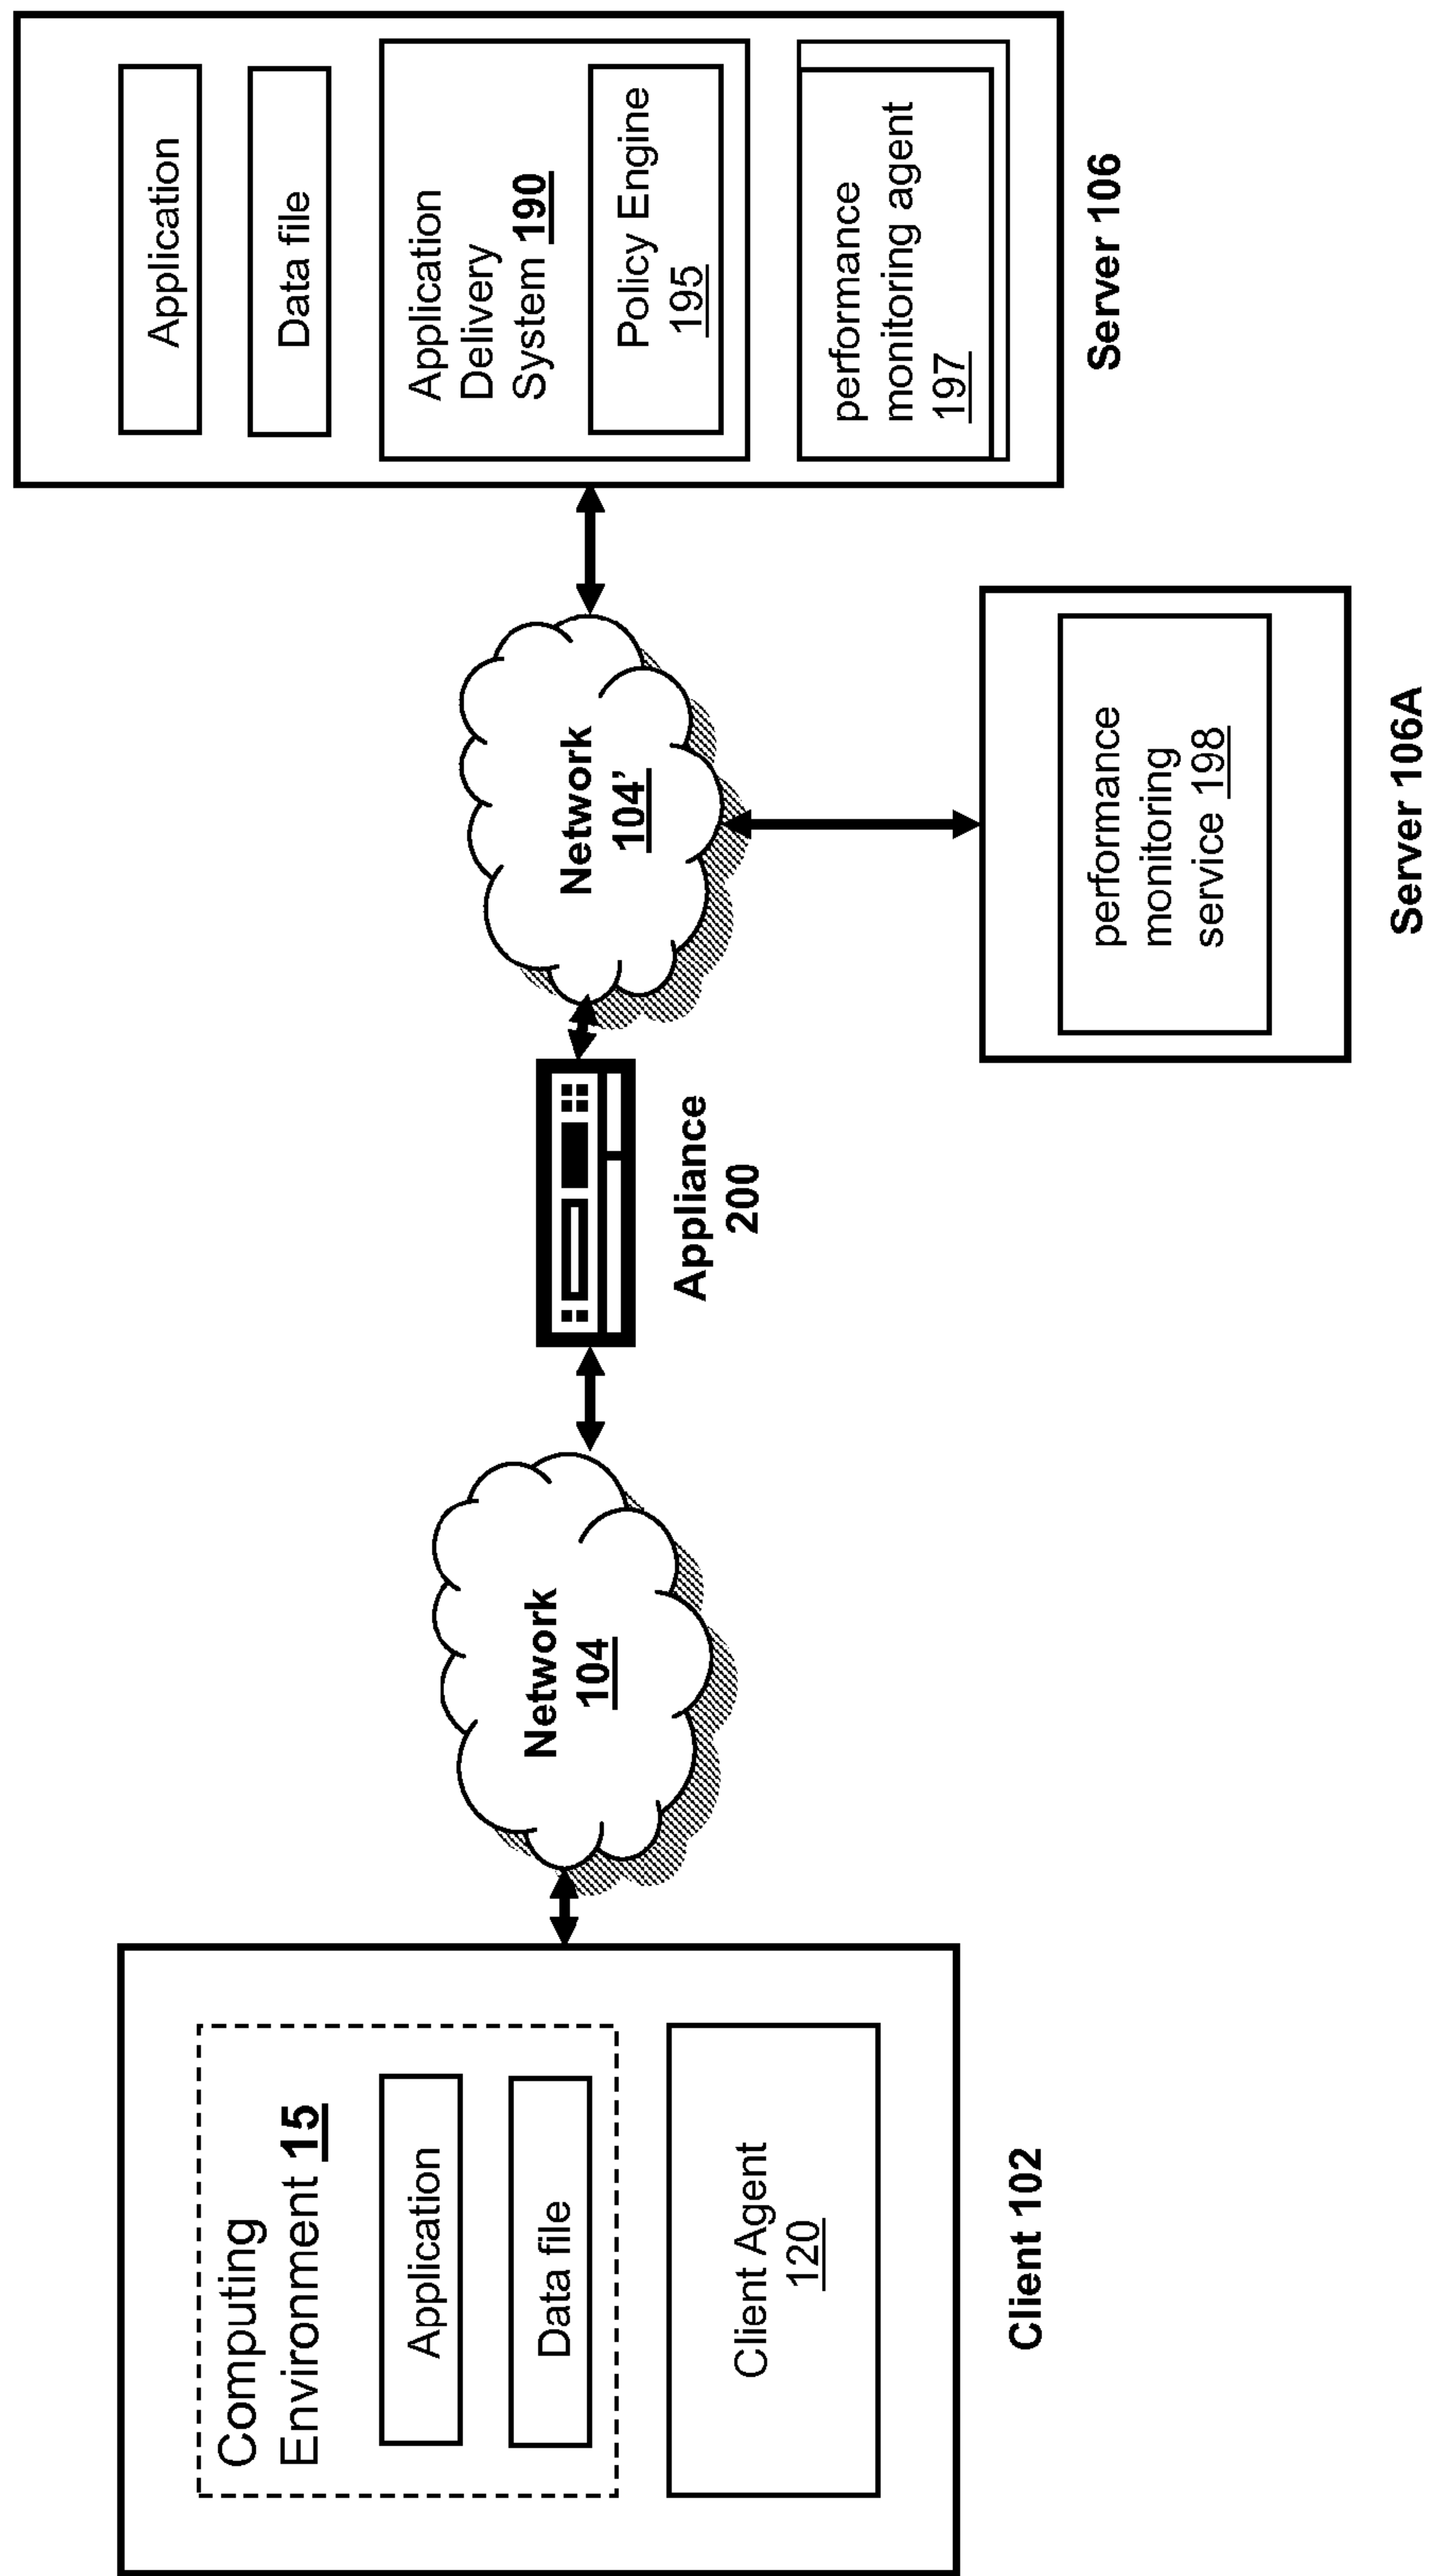 Computing
Environment 15
Application
Data file
Client Agent
120
Client 102
Network
104
Appliance
200
Network
104’
performance
monitoring
service 198
Server 106A
Application
Data file
Application
Delivery
System 190
Policy Engine
195
performance
monitoring agent
197
Server 106